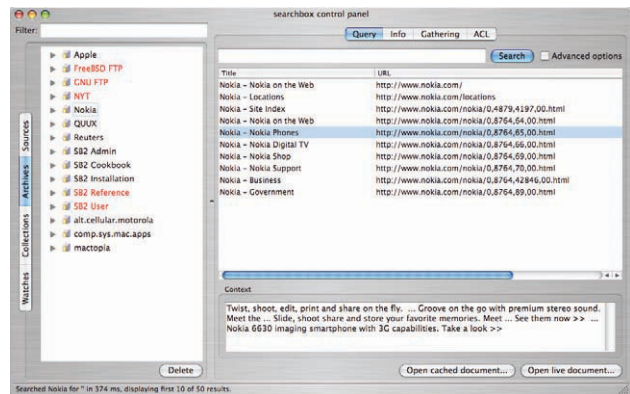 searchbox control panel
Filter:
Query Info Gathering ACL
Search Advanced options
Sources
Archives
Collections
Watches
Apple
FreeBSD FTP
GNU FTP
NYT
Nokia
QUUX
Reuters
SB2 Admin
SB2 Cookbook
SB2 Installation
SB2 Reference
SB2 User
alt.cellular.motorola
comp.sys.mac.apps
mactopia
Delete
Title URL
Nokia – Nokia on the Web http://www.nokia.com/
Nokia – Locations http://www.nokia.com/locations
Nokia – Site Index http://www.nokia.com/nokia/0,4879,4197,00.html
Nokia – Nokia on the Web http://www.nokia.com/nokia/0,8764,64,00.html
Nokia – Nokia Phones http://www.nokia.com/nokia/0,8764,65,00.html
Nokia – Nokia Digital TV http://www.nokia.com/nokia/0,8764,66,00.html
Nokia – Nokia Shop http://www.nokia.com/nokia/0,8764,69,00.html
Nokia – Nokia Support http://www.nokia.com/nokia/0,8764,70,00.html
Nokia – Business http://www.nokia.com/nokia/0,8764,42846,00.html
Nokia – Government http://www.nokia.com/nokia/0,8764,89,00.html
Context
Twist, shoot, edit, print and share on the fly. ... Groove on the go with premium stereo sound.
Meet the ... Slide, shoot share and store your favorite memories. Meet ... See them now >> ...
Nokia 6630 imaging smartphone with 3G capabilities. Take a look >>
Open cached document... Open live document...
Searched Nokia for '' in 374 ms, displaying first 10 of 50 results.